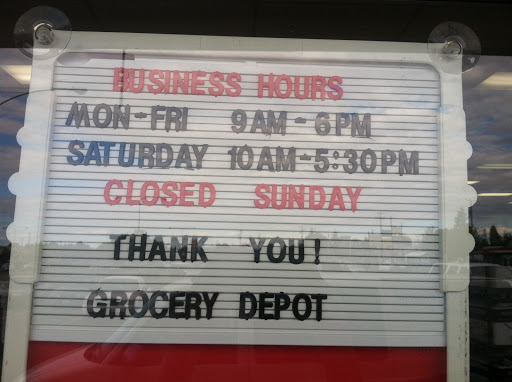 BUSINESS HOURS
MON-FRI 9AM-6PM
SATURDAY 10AM-5:30PM
CLOSED SUNDAY
THANK YOU!
GROCERY DEPOT